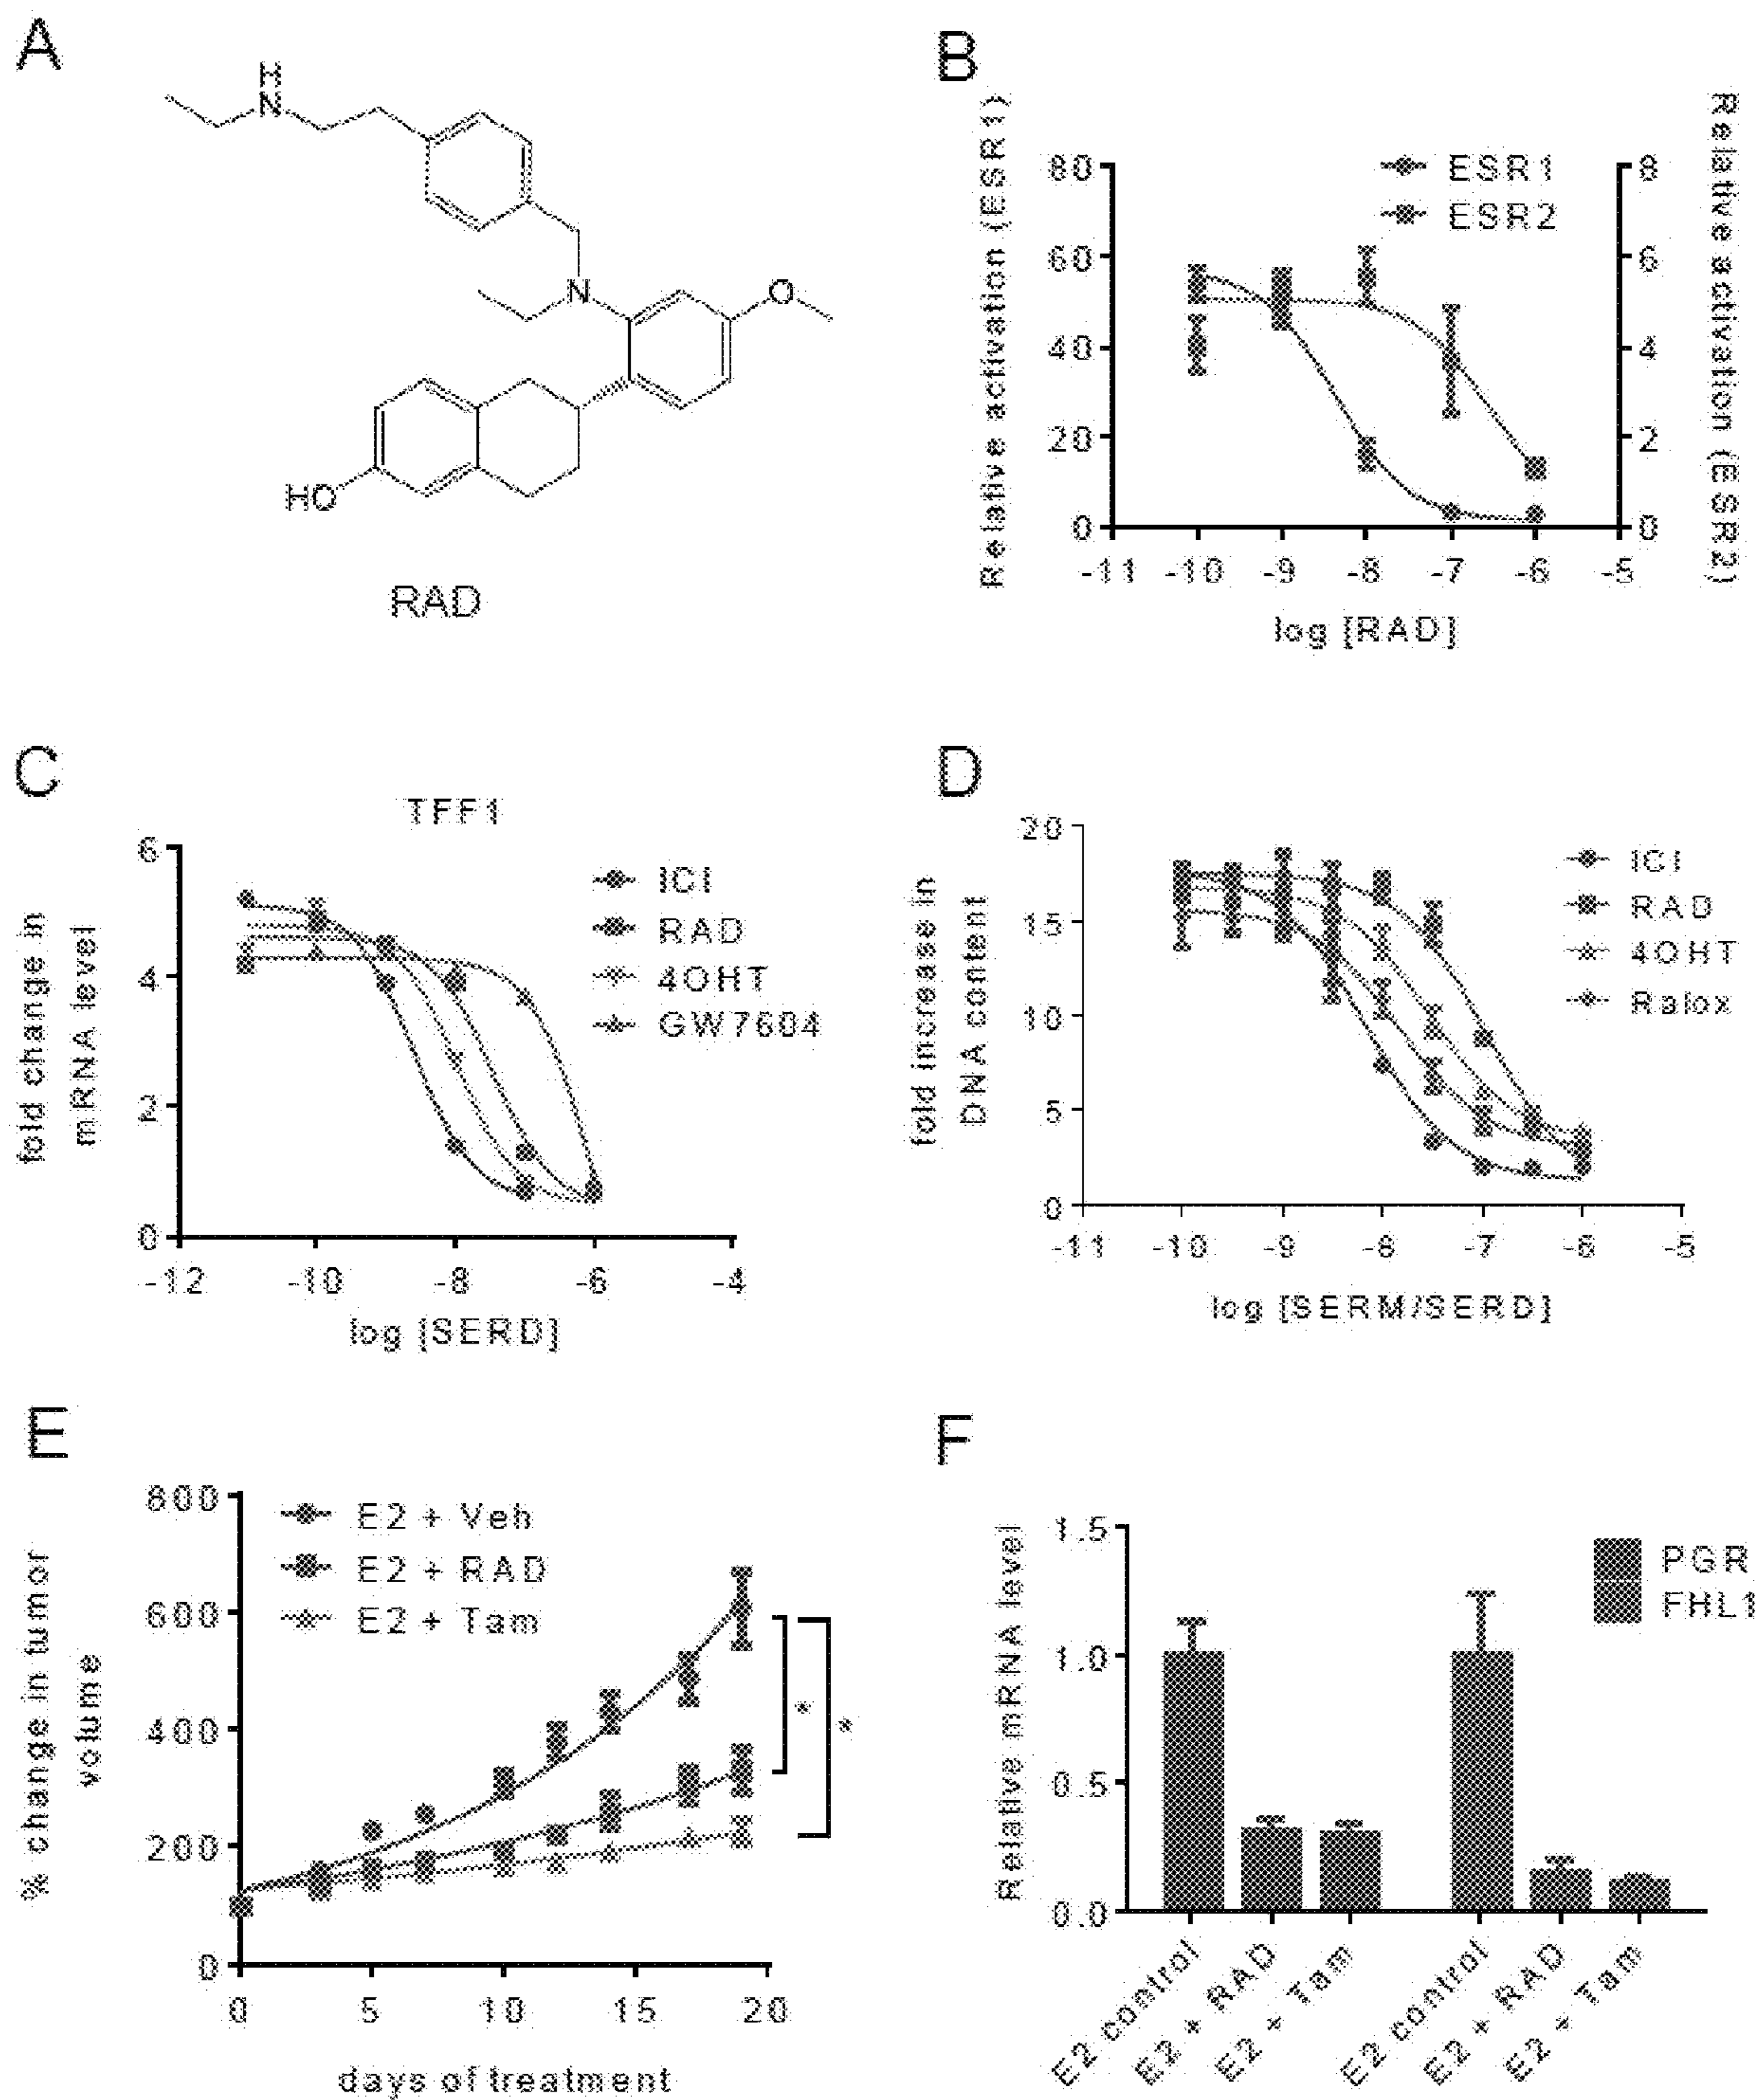 A
H
N
N
O
HO
RAD
B
Relative activation (ESR1)
Relative activation (ESR2)
ESR1
ESR2
80
60
40
20
0
8
6
4
2
0
-11 -10 -9 -8 -7 -6 -5
log [RAD]
C
TFF1
fold change in
mRNA level
6
4
2
0
ICI
RAD
4OHT
GW7604
-12 -10 -8 -6 -4
log [SERD]
D
fold increase in
DNA content
20
15
10
5
0
ICI
RAD
4OHT
Ralox
-11 -10 -9 -8 -7 -6 -5
log [SERM/SERD]
E
% change in tumor
volume
800
600
400
200
0
E2 + Veh
E2 + RAD
E2 + Tam
*
*
0 5 10 15 20
days of treatment
F
Relative mRNA level
1.5
1.0
0.5
0.0
PGR
FHL1
E2 control
E2 + RAD
E2 + Tam
E2 control
E2 + RAD
E2 + Tam